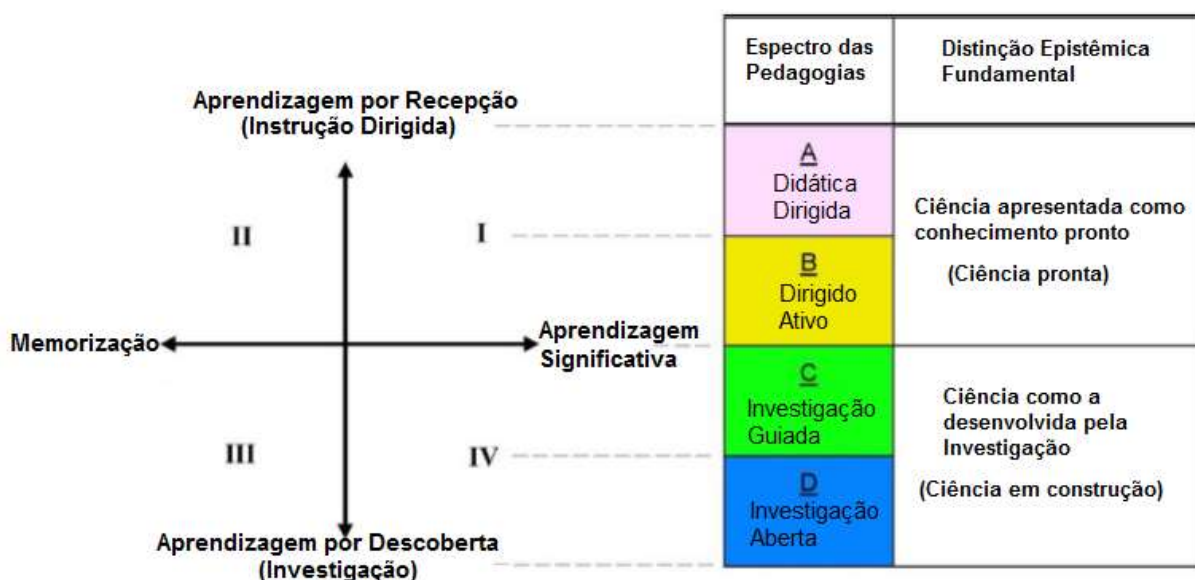 Aprendizagem por Recepção
(Instrução Dirigida)
II
I
Memorização
Aprendizagem
Significativa
III
IV
Aprendizagem por Descoberta
(Investigação)
Espectro das
Pedagogias
Distinção Epistêmica
Fundamental
A
Didática
Dirigida
B
Dirigido
Ativo
Ciência apresentada como
conhecimento pronto
(Ciência pronta)
C
Investigação
Guiada
D
Investigação
Aberta
Ciência como a
desenvolvida pela
Investigação
(Ciência em construção)